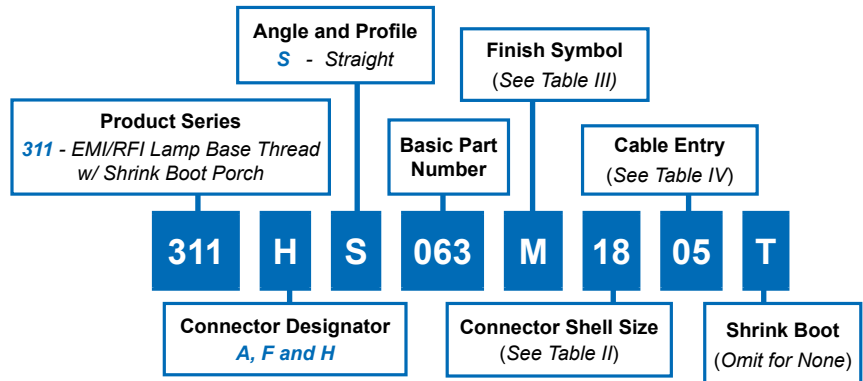 Angle and Profile
S - Straight
Finish Symbol
(See Table III)
Product Series
311 - EMI/RFI Lamp Base Thread
w/ Shrink Boot Porch
Basic Part
Number
Cable Entry
(See Table IV)
311 H S 063 M 18 05 T
Connector Designator
A, F and H
Connector Shell Size
(See Table II)
Shrink Boot
(Omit for None)